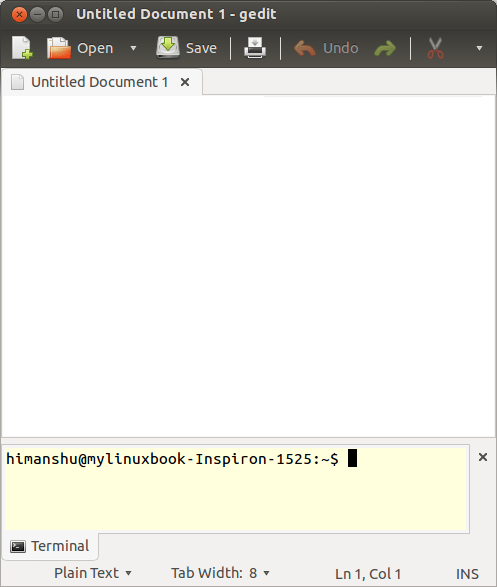 Untitled Document 1 - gedit
Open Save Undo
Untitled Document 1
himanshu@mylinuxbook-Inspiron-1525:~$
Terminal
Plain Text Tab Width: 8 Ln 1, Col 1 INS